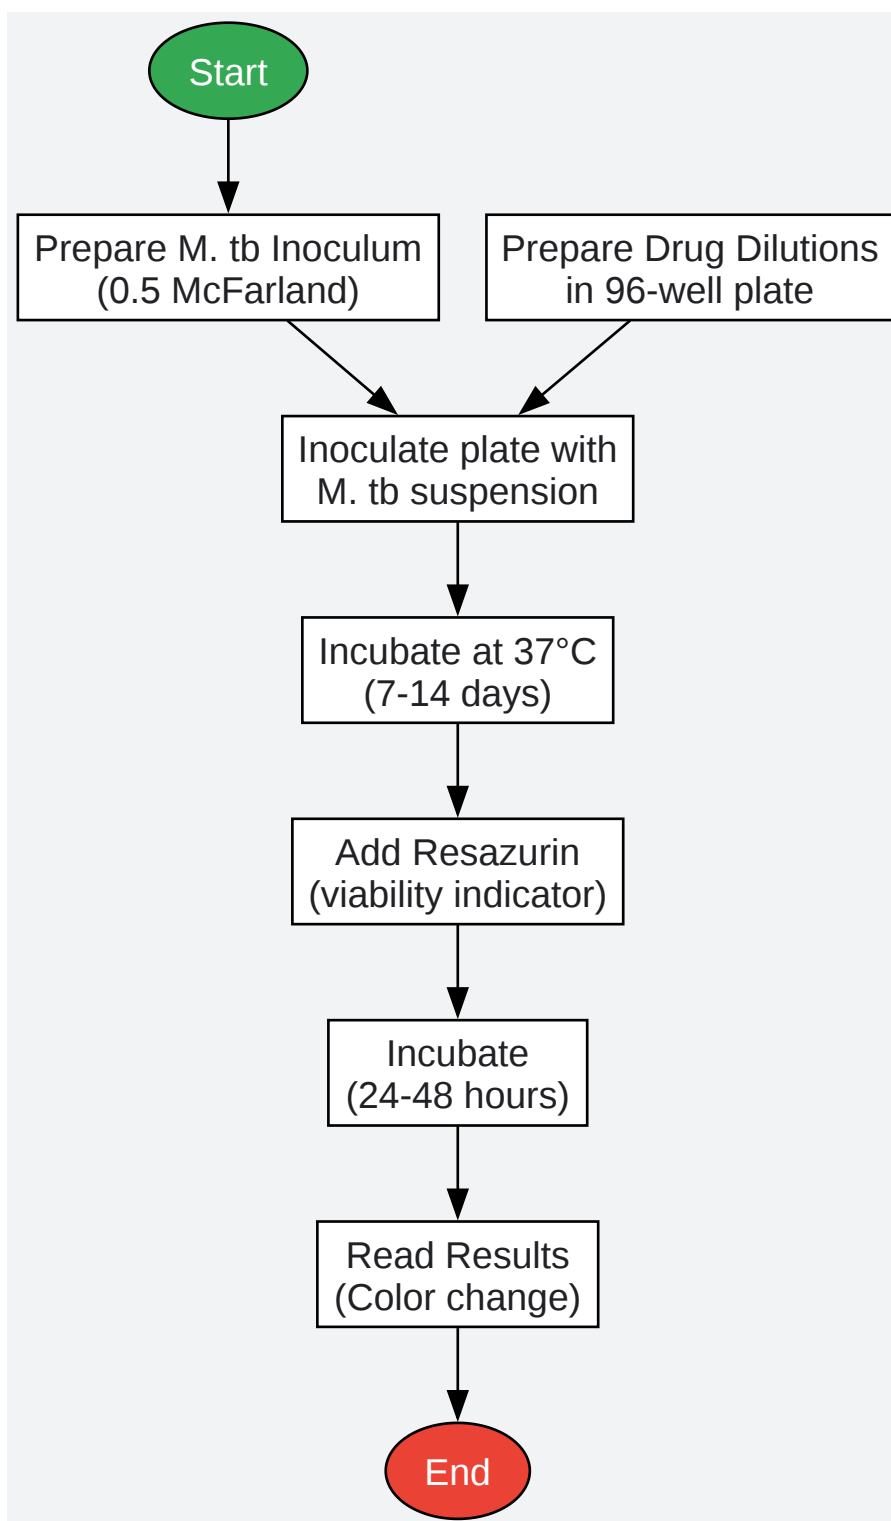 Start
Prepare M. tb Inoculum
(0.5 McFarland)
Prepare Drug Dilutions
in 96-well plate
Inoculate plate with
M. tb suspension
Incubate at 37°C
(7-14 days)
Add Resazurin
(viability indicator)
Incubate
(24-48 hours)
Read Results
(Color change)
End